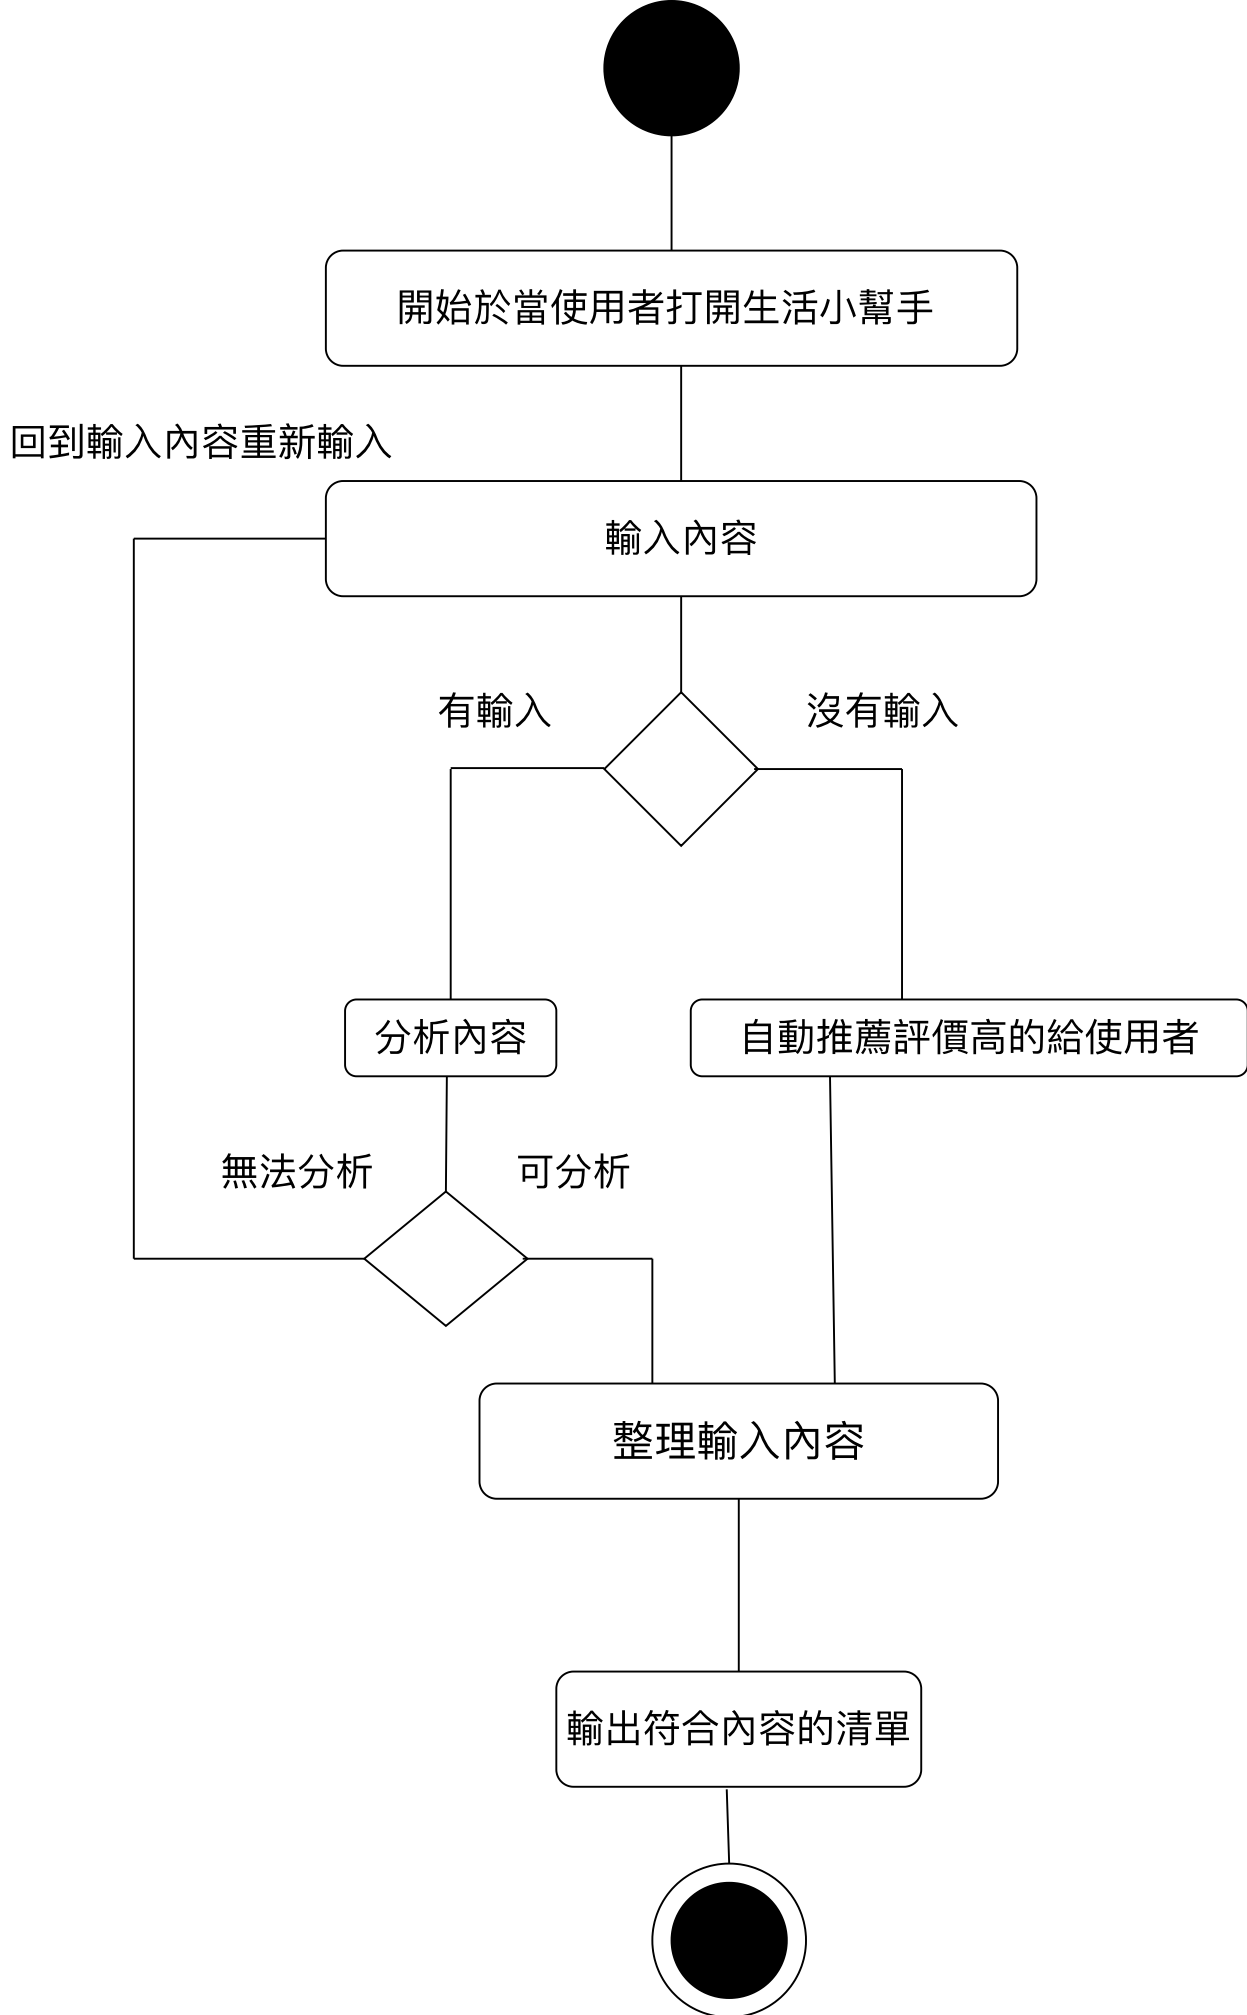 開始於當使用者打開生活小幫手
回到輸入內容重新輸入
輸入內容
有輸入
沒有輸入
分析內容
自動推薦評價高的給使用者
無法分析
可分析
整理輸入內容
輸出符合內容的清單